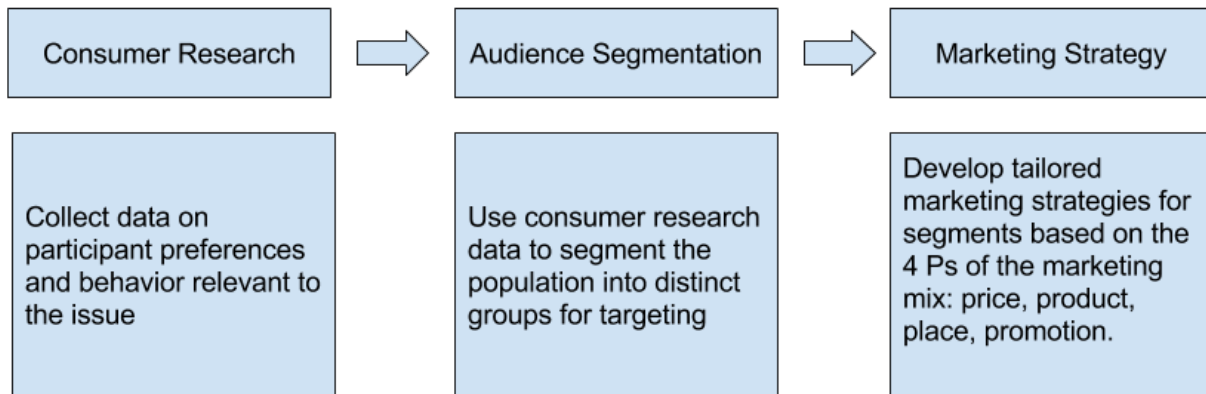 Consumer Research
Audience Segmentation
Marketing Strategy
Collect data on
participant preferences
and behavior relevant to
the issue
Use consumer research
data to segment the
population into distinct
groups for targeting
Develop tailored
marketing strategies for
segments based on the
4 Ps of the marketing
mix: price, product,
place, promotion.